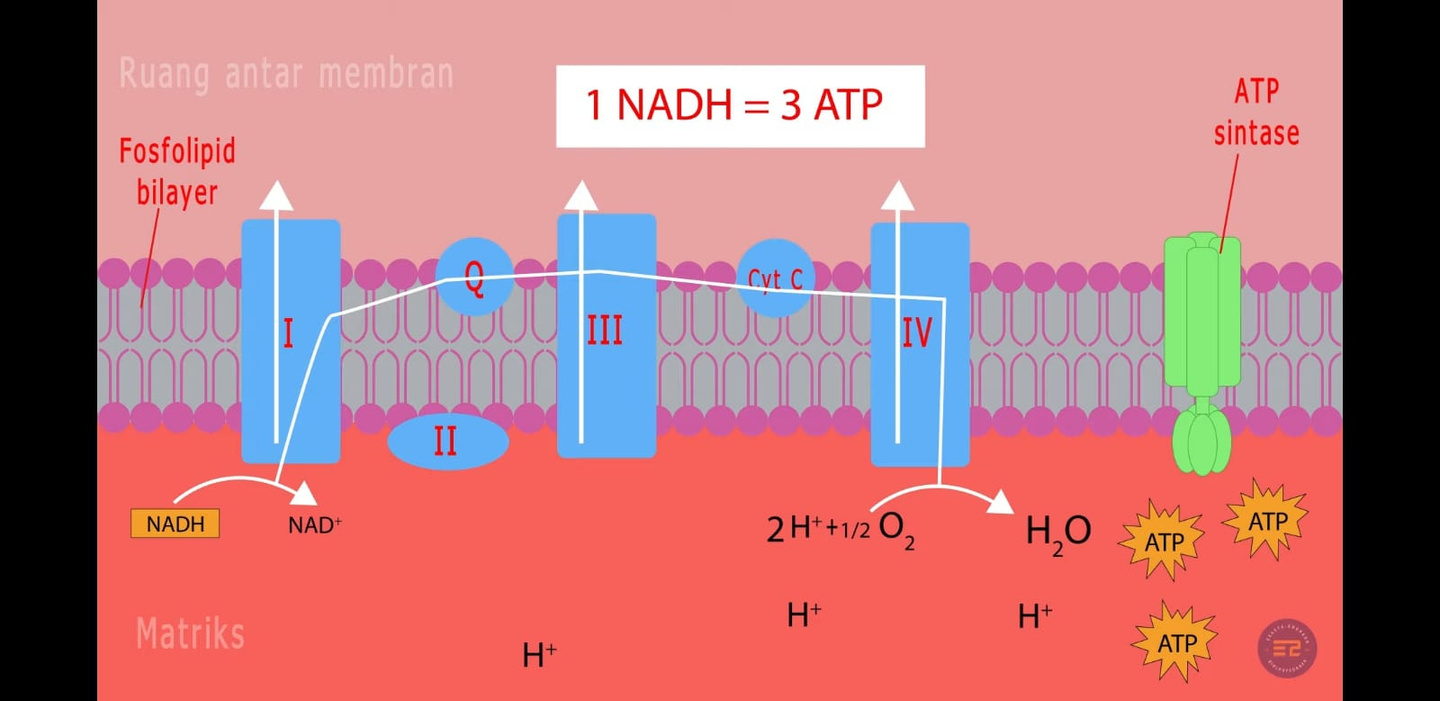 Ruang antar membran
1 NADH = 3 ATP
ATP
sintase
Fosfolipid
bilayer
Q
Cyt C
I
III
IV
II
NADH
NAD⁺
2 H⁺ + 1/2 O₂
H₂O
ATP
ATP
H⁺
H⁺
Matriks
H⁺
ATP